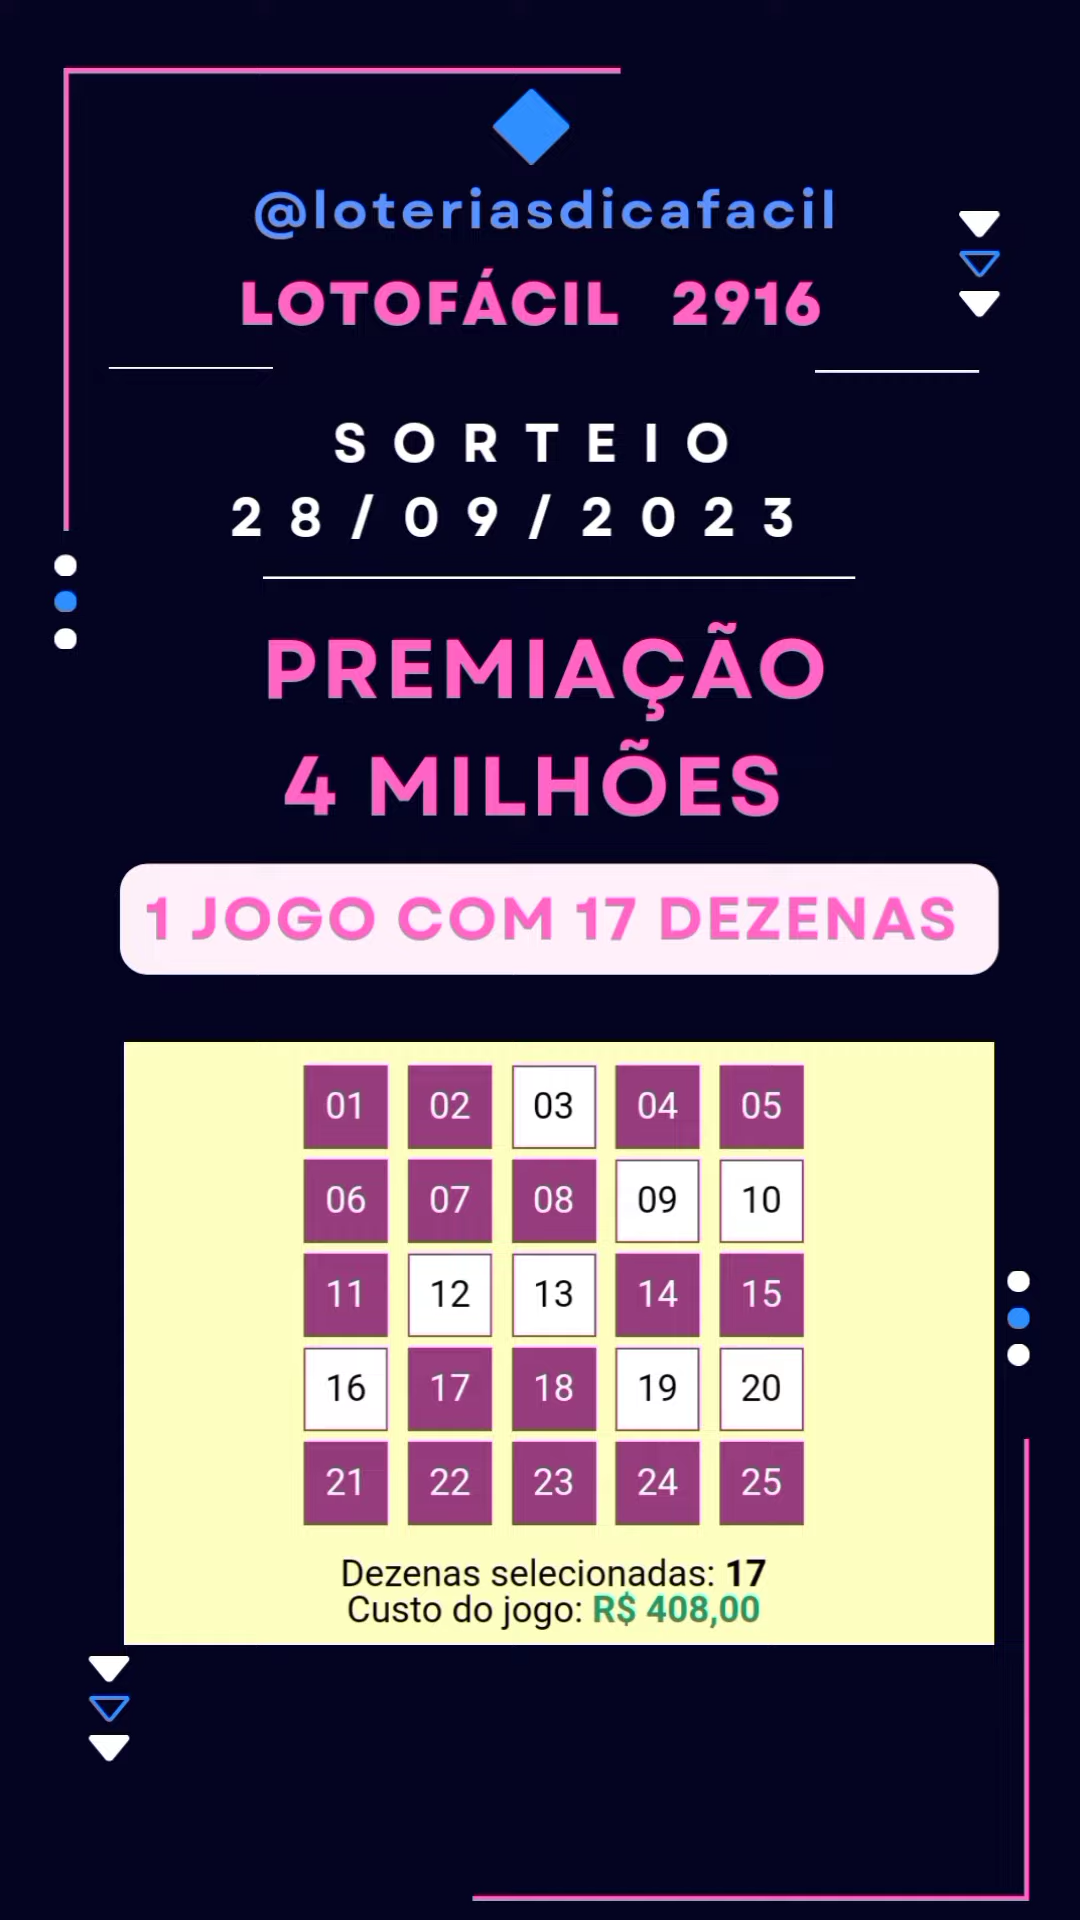 @loteriasdicafacil
LOTOFÁCIL 2916
SORTEIO
28/09/2023
PREMIAÇÃO
4 MILHÕES
1 JOGO COM 17 DEZENAS
01 02 03 04 05
06 07 08 09 10
11 12 13 14 15
16 17 18 19 20
21 22 23 24 25
Dezenas selecionadas: 17
Custo do jogo: R$ 408,00